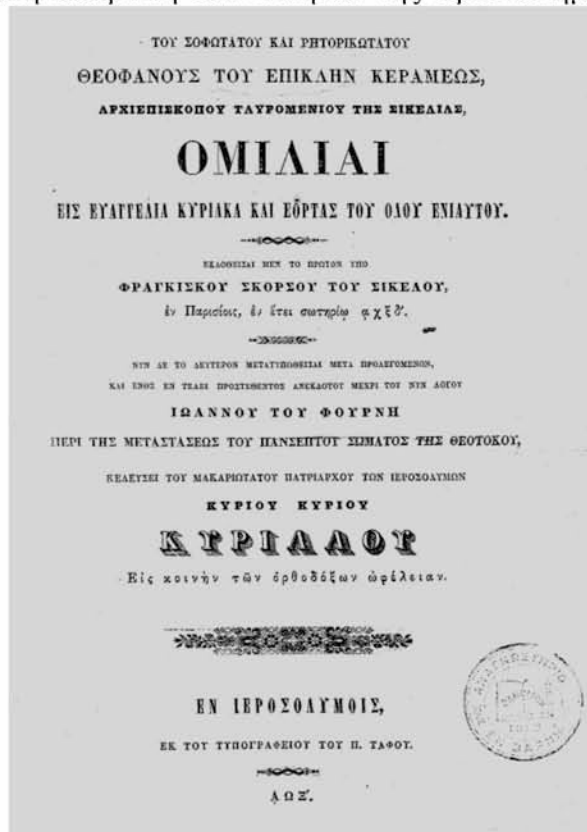 ΤΟΥ ΣΟΦΩΤΑΤΟΥ ΚΑΙ ΡΗΤΟΡΙΚΩΤΑΤΟΥ
ΘΕΟΦΑΝΟΥΣ ΤΟΥ ΕΠΙΚΛΗΝ ΚΕΡΑΜΕΩΣ,
ΑΡΧΙΕΠΙΣΚΟΠΟΥ ΤΑΥΡΟΜΕΝΙΟΥ ΤΗΣ ΣΙΚΕΛΙΑΣ,
ΟΜΙΛΙΑΙ
ΕΙΣ ΕΥΑΓΓΕΛΙΑ ΚΥΡΙΑΚΑ ΚΑΙ ΕΟΡΤΑΣ ΤΟΥ ΟΛΟΥ ΕΝΙΑΥΤΟΥ.
ΕΚΔΟΘΕΙΣΑΙ ΜΕΝ ΤΟ ΠΡΩΤΟΝ ΥΠΟ
ΦΡΑΓΚΙΣΚΟΥ ΣΚΟΡΣΟΥ ΤΟΥ ΣΙΚΕΛΟΥ,
ἐν Παρισίοις, ἐν ἔτει σωτηρίῳ ͵αχξδ΄.
ΝΥΝ ΔΕ ΤΟ ΔΕΥΤΕΡΟΝ ΜΕΤΑΤΥΠΩΘΕΙΣΑΙ ΜΕΤΑ ΠΡΟΛΕΓΟΜΕΝΩΝ,
ΚΑΙ ΕΝΟΣ ΕΝ ΤΕΛΕΙ ΠΡΟΣΤΕΘΕΝΤΟΣ ΑΝΕΚΔΟΤΟΥ ΜΕΧΡΙ ΤΟΥ ΝΥΝ ΛΟΓΟΥ
ΙΩΑΝΝΟΥ ΤΟΥ ΦΟΥΡΝΗ
ΠΕΡΙ ΤΗΣ ΜΕΤΑΣΤΑΣΕΩΣ ΤΟΥ ΠΑΝΣΕΠΤΟΥ ΣΩΜΑΤΟΣ ΤΗΣ ΘΕΟΤΟΚΟΥ,
ΚΕΛΕΥΣΕΙ ΤΟΥ ΜΑΚΑΡΙΩΤΑΤΟΥ ΠΑΤΡΙΑΡΧΟΥ ΤΩΝ ΙΕΡΟΣΟΛΥΜΩΝ
ΚΥΡΙΟΥ ΚΥΡΙΟΥ
ΚΥΡΙΛΛΟΥ
Εἰς κοινὴν τῶν ὀρθοδόξων ὠφέλειαν.
ΕΝ ΙΕΡΟΣΟΛΥΜΟΙΣ,
ΕΚ ΤΟΥ ΤΥΠΟΓΡΑΦΕΙΟΥ ΤΟΥ Π. ΤΑΦΟΥ.
͵ΑΩΞ΄.
ΑΝΑΓΝΩΣΤΗΡΙΟ